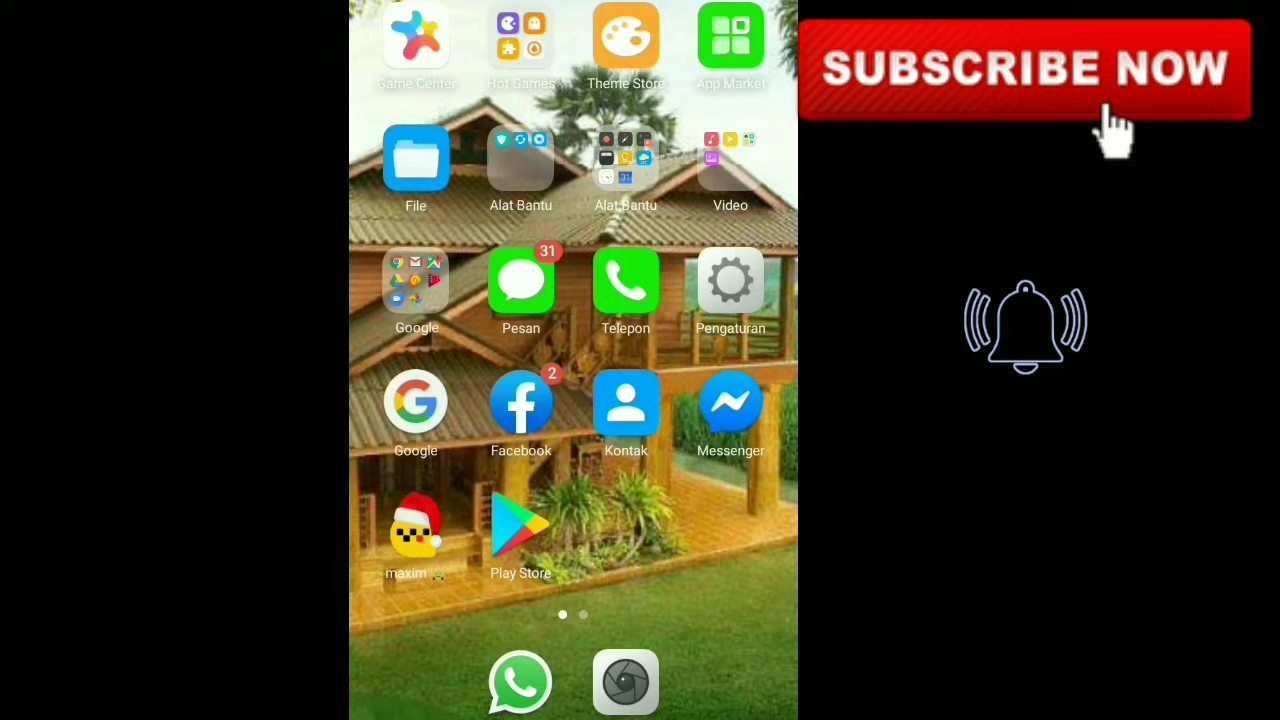 Game Center
Hot Games
Theme Store
App Market
SUBSCRIBE NOW
File
Alat Bantu
Alat Bantu
Video
31
Google
Pesan
Telepon
Pengaturan
2
Google
Facebook
Kontak
Messenger
maxim
Play Store